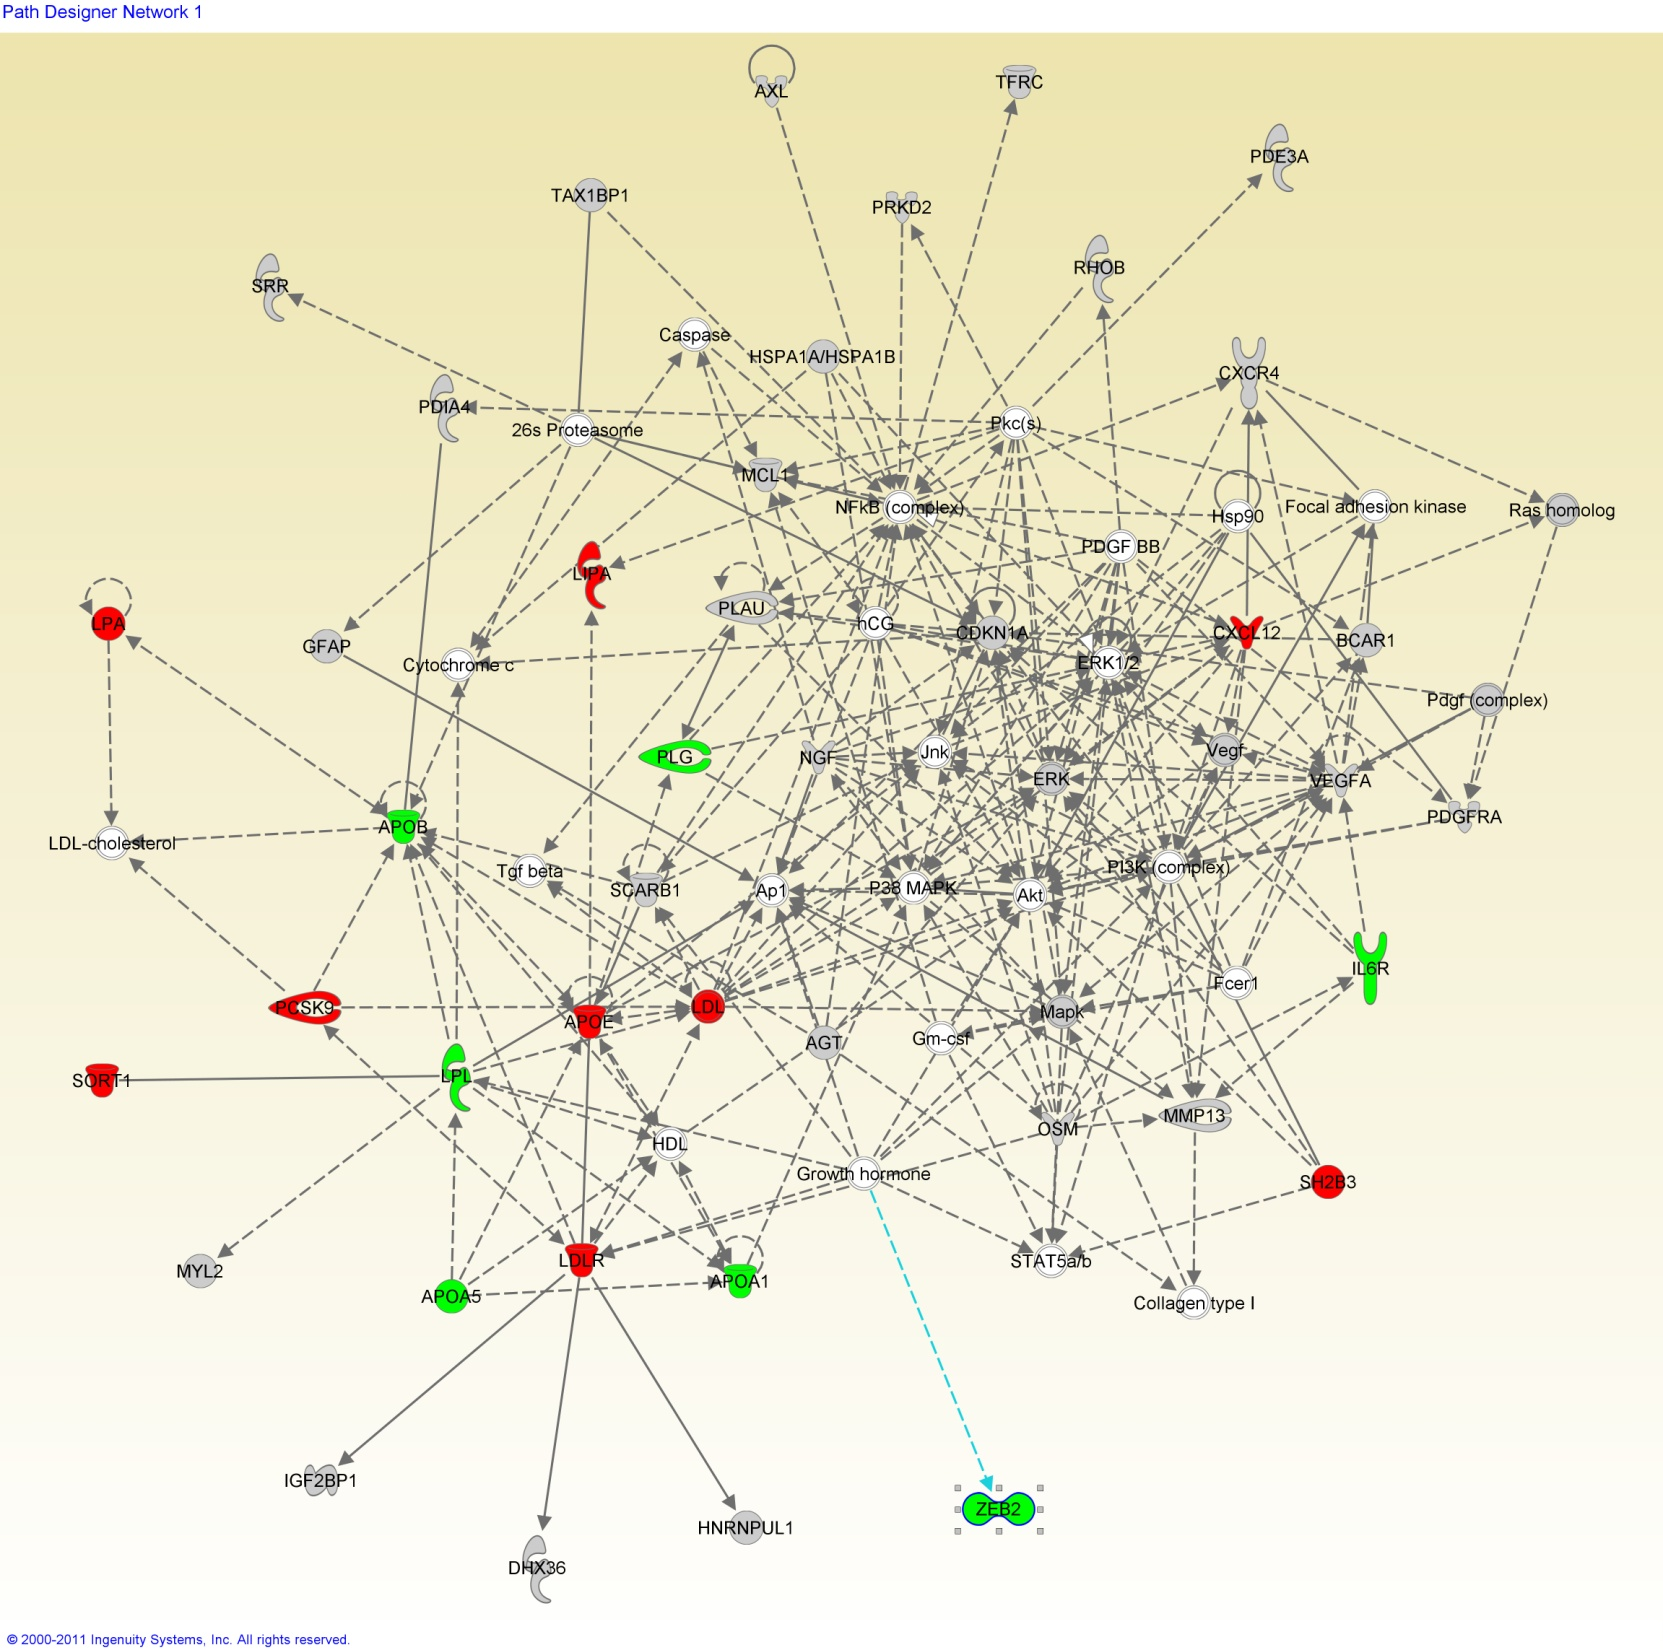 Path Designer Network 1
AXL
TFRC
PDE3A
TAX1BP1
PRKD2
RHOB
SRR
Caspase
HSPA1A/HSPA1B
CXCR4
PDIA4
26s Proteasome
Pkc(s)
MCL1
NFkB (complex)
Hsp90
Focal adhesion kinase
Ras homolog
PDGF BB
LIPA
PLAU
LPA
hCG
CDKN1A
CXCL12
BCAR1
GFAP
Cytochrome c
ERK1/2
Pdgf (complex)
PLG
NGF
Jnk
Vegf
ERK
VEGFA
PDGFRA
APOB
LDL-cholesterol
Tgf beta
SCARB1
Ap1
P38 MAPK
Akt
PI3K (complex)
IL6R
Fcer1
PCSK9
LDL
APOE
Mapk
AGT
Gm-csf
SORT1
LPL
MMP13
OSM
HDL
Growth hormone
SH2B3
MYL2
LDLR
APOA5
APOA1
STAT5a/b
Collagen type I
IGF2BP1
ZEB2
HNRNPUL1
DHX36
© 2000-2011 Ingenuity Systems, Inc. All rights reserved.